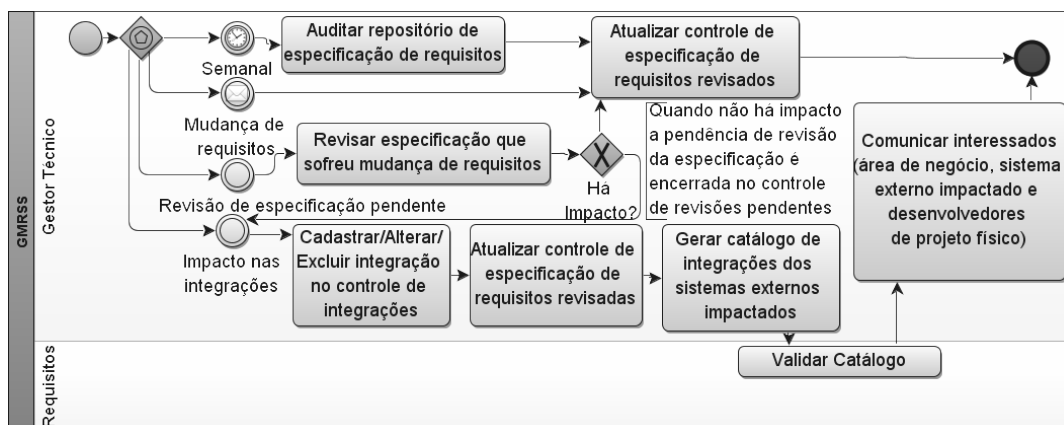 GMRSS
Gestor Técnico
Requisitos
Semanal
Auditar repositório de
especificação de requisitos
Atualizar controle de
especificação de
requisitos revisados
Mudança de
requisitos
Revisar especificação que
sofreu mudança de requisitos
Revisão de especificação pendente
X
Há
Impacto?
Quando não há impacto
a pendência de revisão
da especificação é
encerrada no controle
de revisões pendentes
Comunicar interessados
(área de negócio, sistema
externo impactado e
desenvolvedores
de projeto físico)
Impacto nas
integrações
Cadastrar/Alterar/
Excluir integração
no controle de
integrações
Atualizar controle de
especificação de
requisitos revisadas
Gerar catálogo de
integrações dos
sistemas externos
impactados
Validar Catálogo